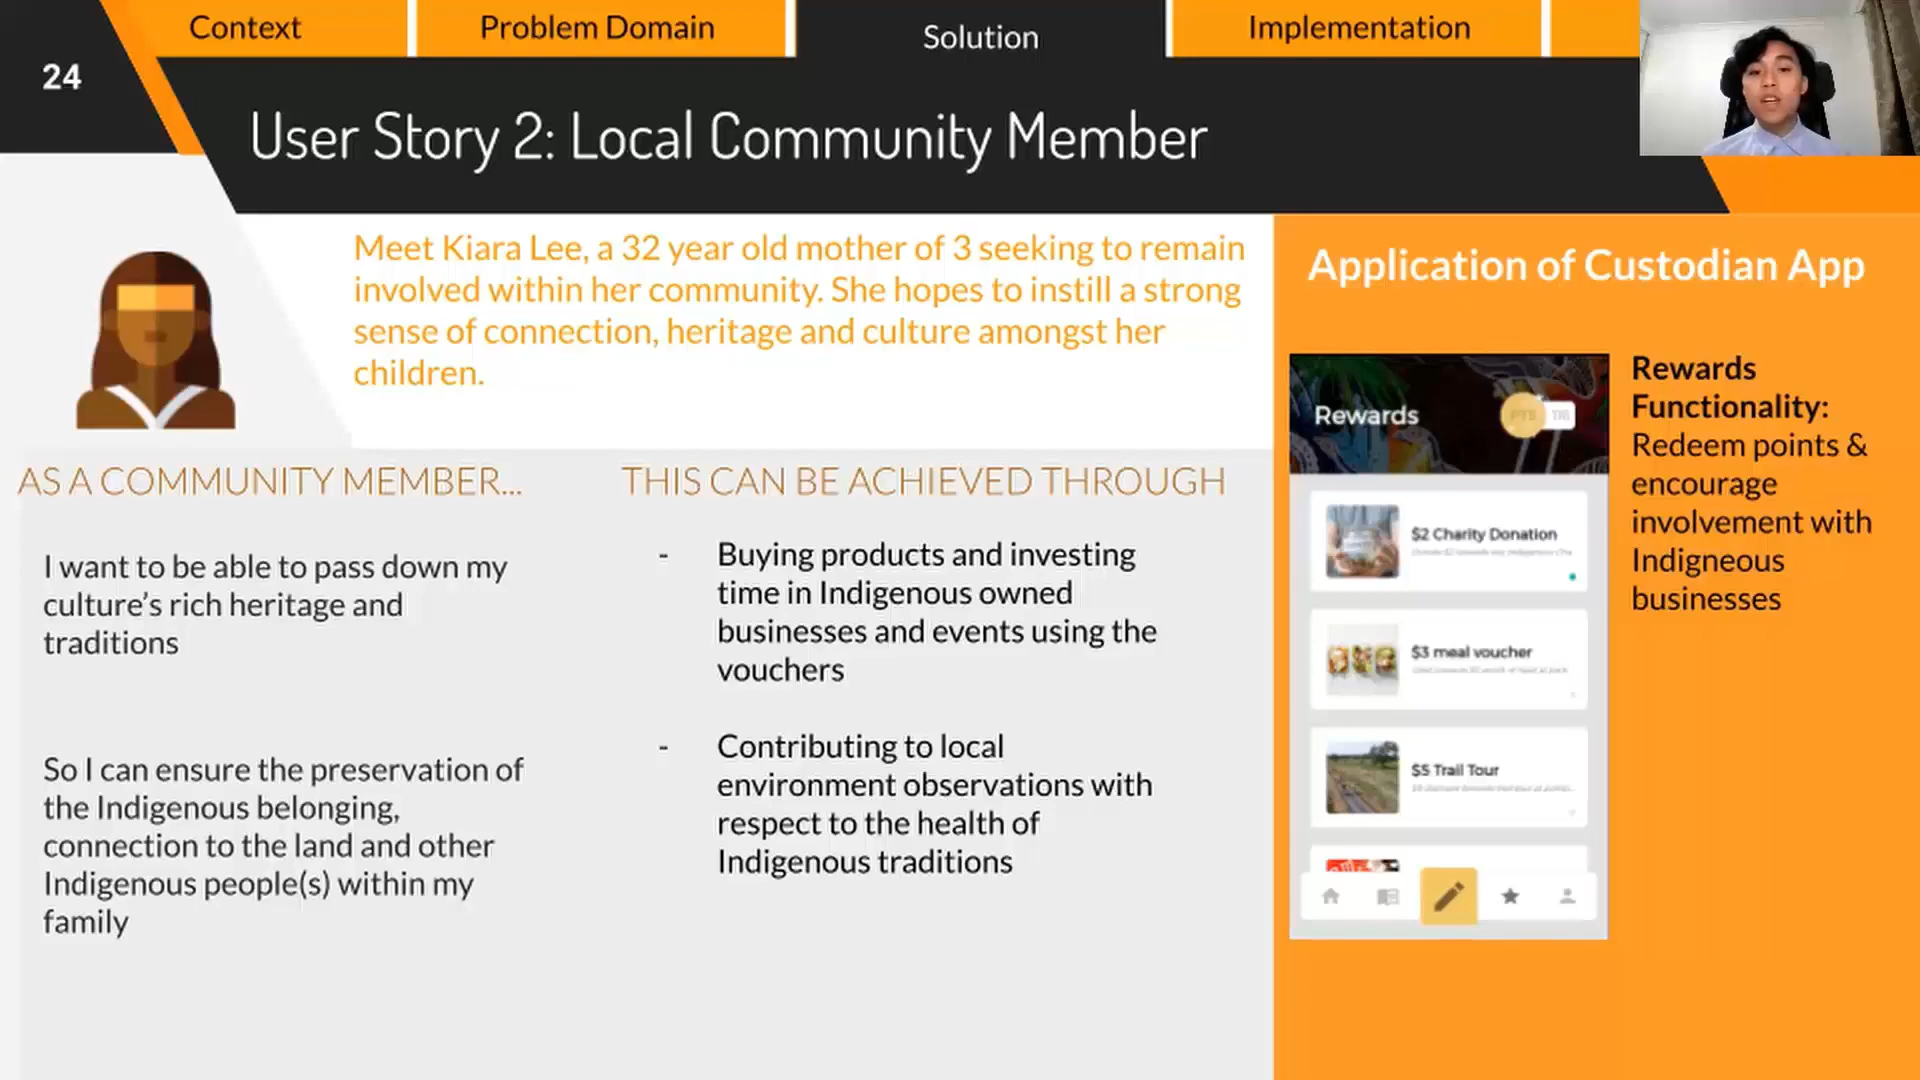 Context
Problem Domain
Solution
Implementation
24
User Story 2: Local Community Member
Meet Kiara Lee, a 32 year old mother of 3 seeking to remain
involved within her community. She hopes to instill a strong
sense of connection, heritage and culture amongst her
children.
AS A COMMUNITY MEMBER...
I want to be able to pass down my
culture's rich heritage and
traditions
So I can ensure the preservation of
the Indigenous belonging,
connection to the land and other
Indigenous people(s) within my
family
THIS CAN BE ACHIEVED THROUGH
- Buying products and investing
time in Indigenous owned
businesses and events using the
vouchers
- Contributing to local
environment observations with
respect to the health of
Indigenous traditions
Application of Custodian App
Rewards
PTS
$2 Charity Donation
$3 meal voucher
$5 Trail Tour
Rewards
Functionality:
Redeem points &
encourage
involvement with
Indigneous
businesses